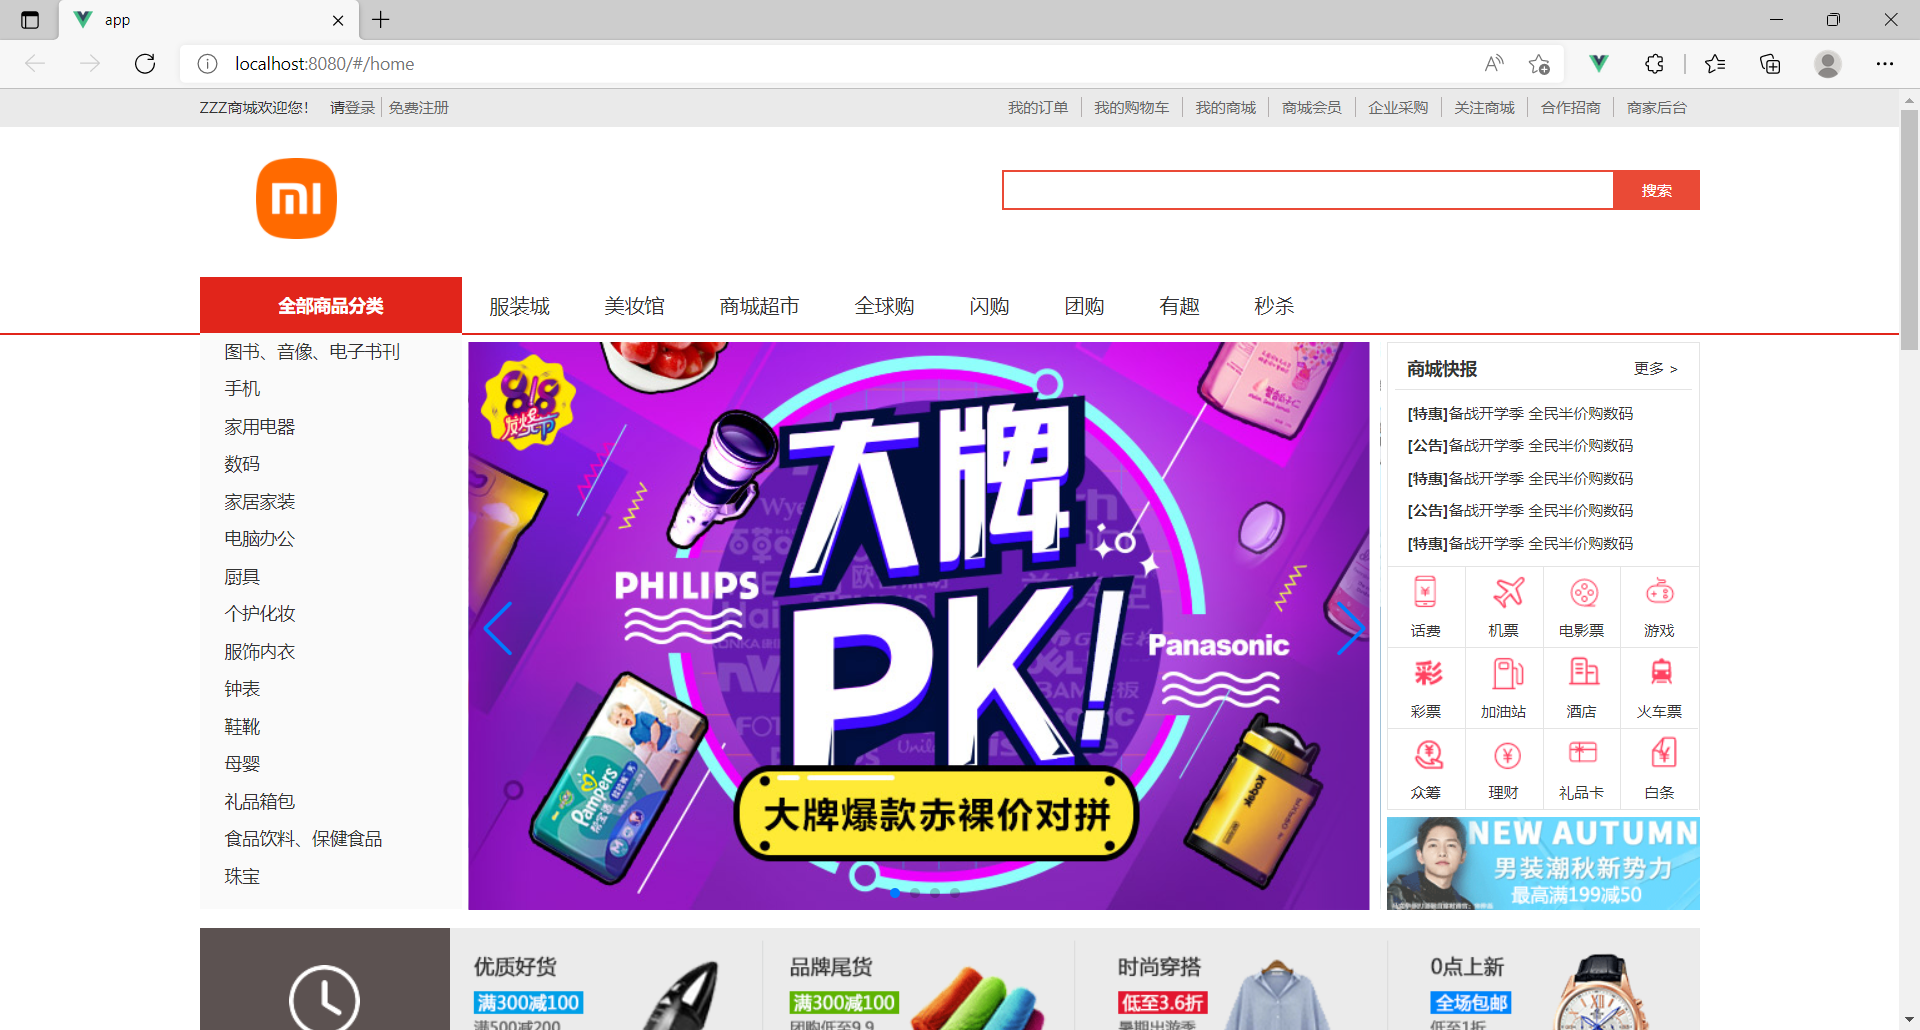 app
localhost:8080/#/home
ZZZ商城欢迎您! 请登录 免费注册
我的订单 我的购物车 我的商城 商城会员 企业采购 关注商城 合作招商 商家后台
搜索
全部商品分类 服装城 美妆馆 商城超市 全球购 闪购 团购 有趣 秒杀
图书、音像、电子书刊
手机
家用电器
数码
家居家装
电脑办公
厨具
个护化妆
服饰内衣
钟表
鞋靴
母婴
礼品箱包
食品饮料、保健食品
珠宝
大牌
PK!
PHILIPS
Panasonic
Pampers
Kodak
大牌爆款赤裸价对拼
商城快报 更多 >
[特惠]备战开学季 全民半价购数码
[公告]备战开学季 全民半价购数码
[特惠]备战开学季 全民半价购数码
[公告]备战开学季 全民半价购数码
[特惠]备战开学季 全民半价购数码
话费 机票 电影票 游戏
彩票 加油站 酒店 火车票
众筹 理财 礼品卡 白条
NEW AUTUMN
男装潮秋新势力
最高满199减50
优质好货 品牌尾货 时尚穿搭 0点上新
满300减100 满300减100 低至3.6折 全场包邮
满500减200 团购低至9.9 暑期出游季 低至1折